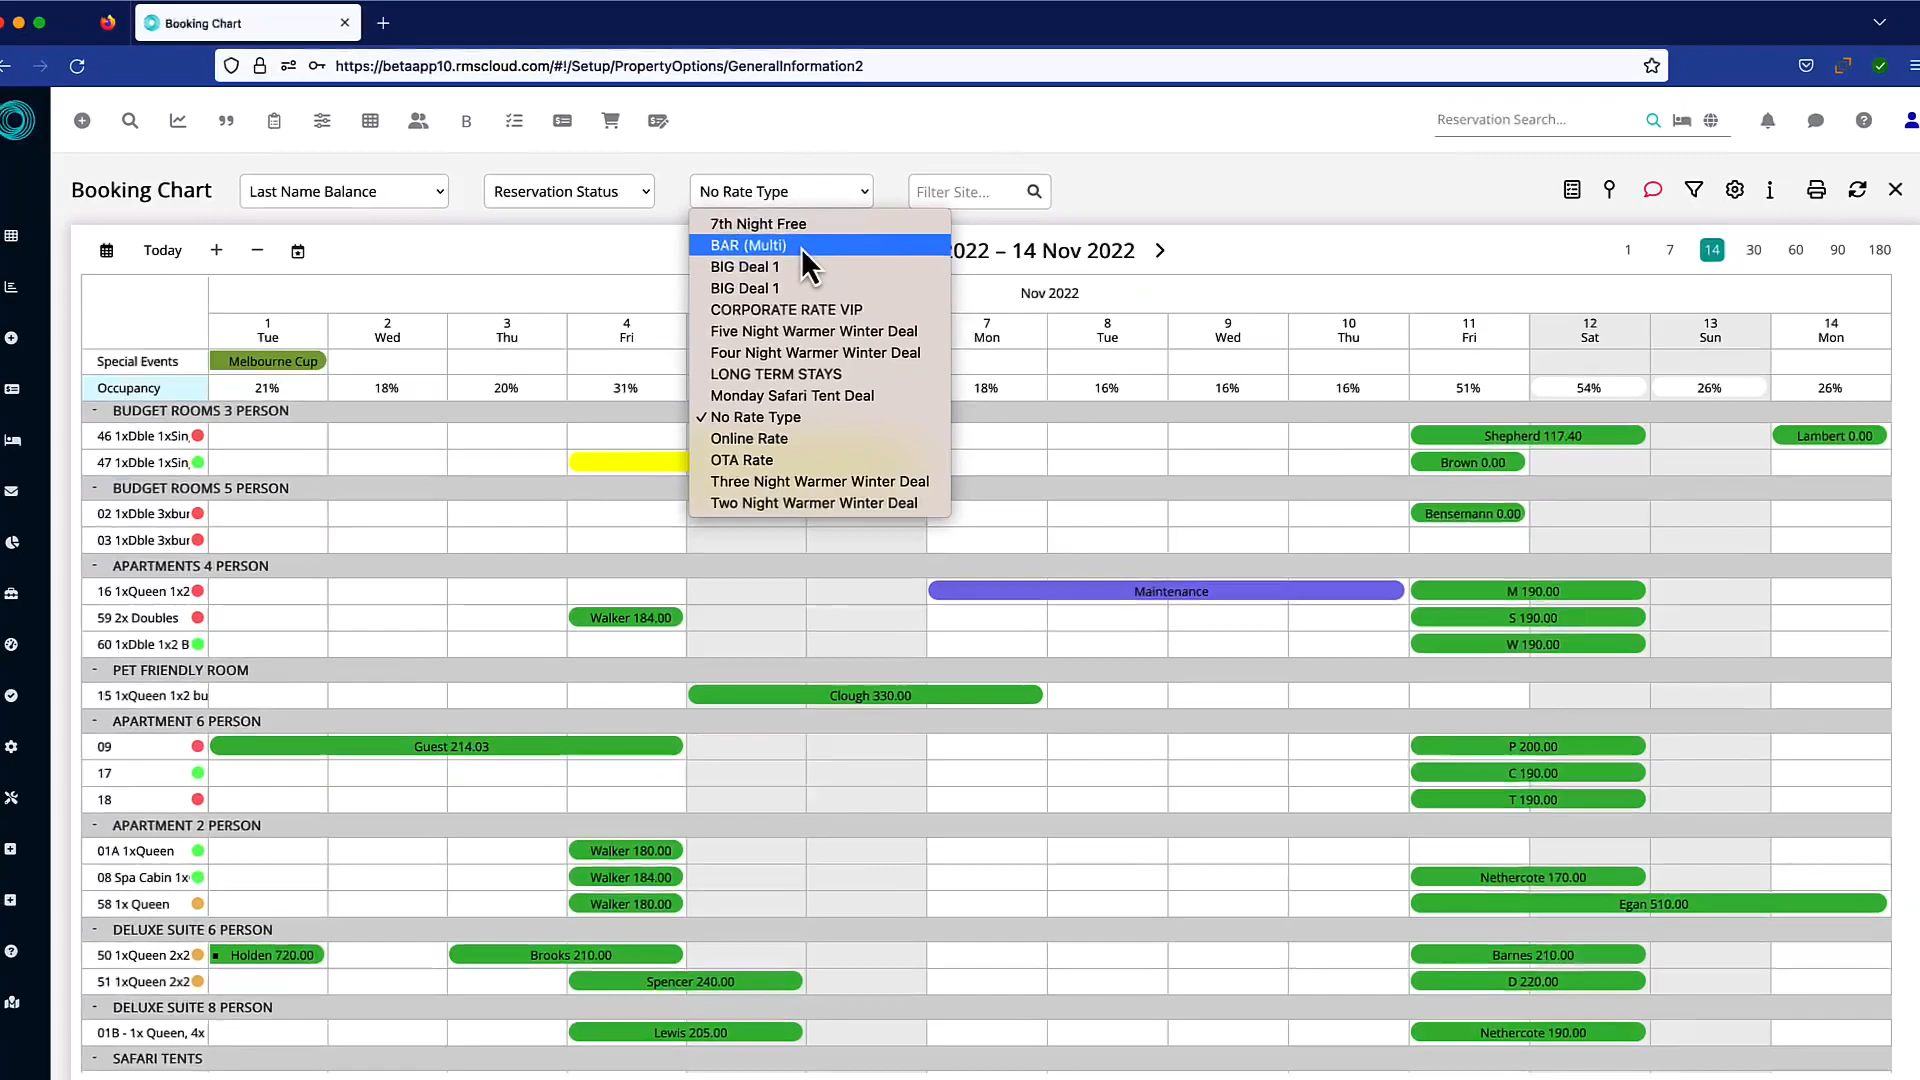 Booking Chart
https://betaapp10.rmscloud.com/#!/Setup/PropertyOptions/GeneralInformation2
B
Reservation Search...
Booking Chart
Last Name Balance
Reservation Status
No Rate Type
Filter Site...
7th Night Free
BAR (Multi)
BIG Deal 1
BIG Deal 1
CORPORATE RATE VIP
Five Night Warmer Winter Deal
Four Night Warmer Winter Deal
LONG TERM STAYS
Monday Safari Tent Deal
✓ No Rate Type
Online Rate
OTA Rate
Three Night Warmer Winter Deal
Two Night Warmer Winter Deal
Today
2022 – 14 Nov 2022
1 7 14 30 60 90 180
Nov 2022
1 2 3 4 7 8 9 10 11 12 13 14
Tue Wed Thu Fri Mon Tue Wed Thu Fri Sat Sun Mon
Special Events Melbourne Cup
Occupancy 21% 18% 20% 31% 18% 16% 16% 16% 51% 54% 26% 26%
- BUDGET ROOMS 3 PERSON
46 1xDble 1xSin, Shepherd 117.40 Lambert 0.00
47 1xDble 1xSin, Brown 0.00
- BUDGET ROOMS 5 PERSON
02 1xDble 3xbur Bensemann 0.00
03 1xDble 3xbur
- APARTMENTS 4 PERSON
16 1xQueen 1x2 Maintenance M 190.00
59 2x Doubles Walker 184.00 S 190.00
60 1xDble 1x2 B W 190.00
- PET FRIENDLY ROOM
15 1xQueen 1x2 bu Clough 330.00
- APARTMENT 6 PERSON
09 Guest 214.03 P 200.00
17 C 190.00
18 T 190.00
- APARTMENT 2 PERSON
01A 1xQueen Walker 180.00
08 Spa Cabin 1x Walker 184.00 Nethercote 170.00
58 1x Queen Walker 180.00 Egan 510.00
- DELUXE SUITE 6 PERSON
50 1xQueen 2x2 Holden 720.00 Brooks 210.00 Barnes 210.00
51 1xQueen 2x2 Spencer 240.00 D 220.00
- DELUXE SUITE 8 PERSON
01B - 1x Queen, 4x Lewis 205.00 Nethercote 190.00
- SAFARI TENTS